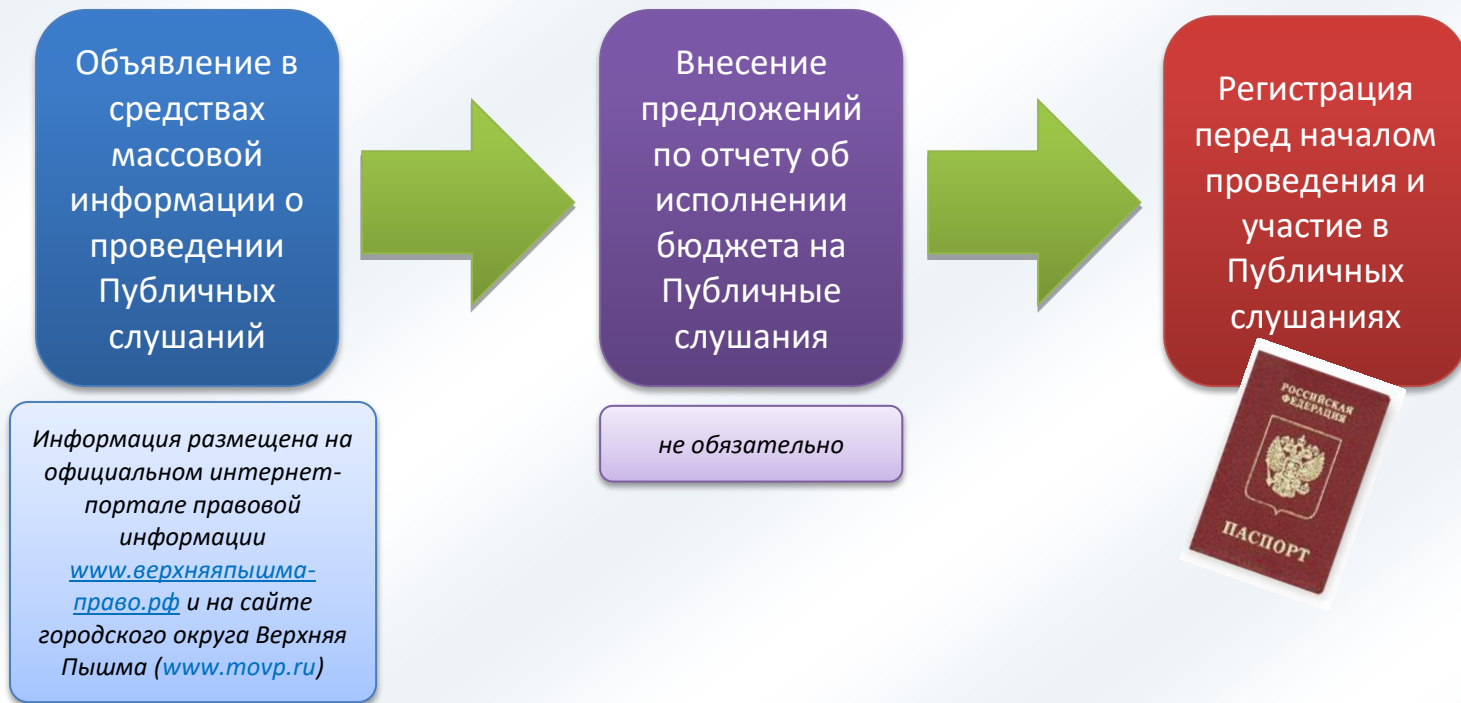 Объявление в
средствах
массовой
информации о
проведении
Публичных
слушаний
Информация размещена на
официальном интернет-
портале правовой
информации
www.верхняяпышма-
право.рф и на сайте
городского округа Верхняя
Пышма (www.movp.ru)
Внесение
предложений
по отчету об
исполнении
бюджета на
Публичные
слушания
не обязательно
Регистрация
перед началом
проведения и
участие в
Публичных
слушаниях
РОССИЙСКАЯ
ФЕДЕРАЦИЯ
ПАСПОРТ